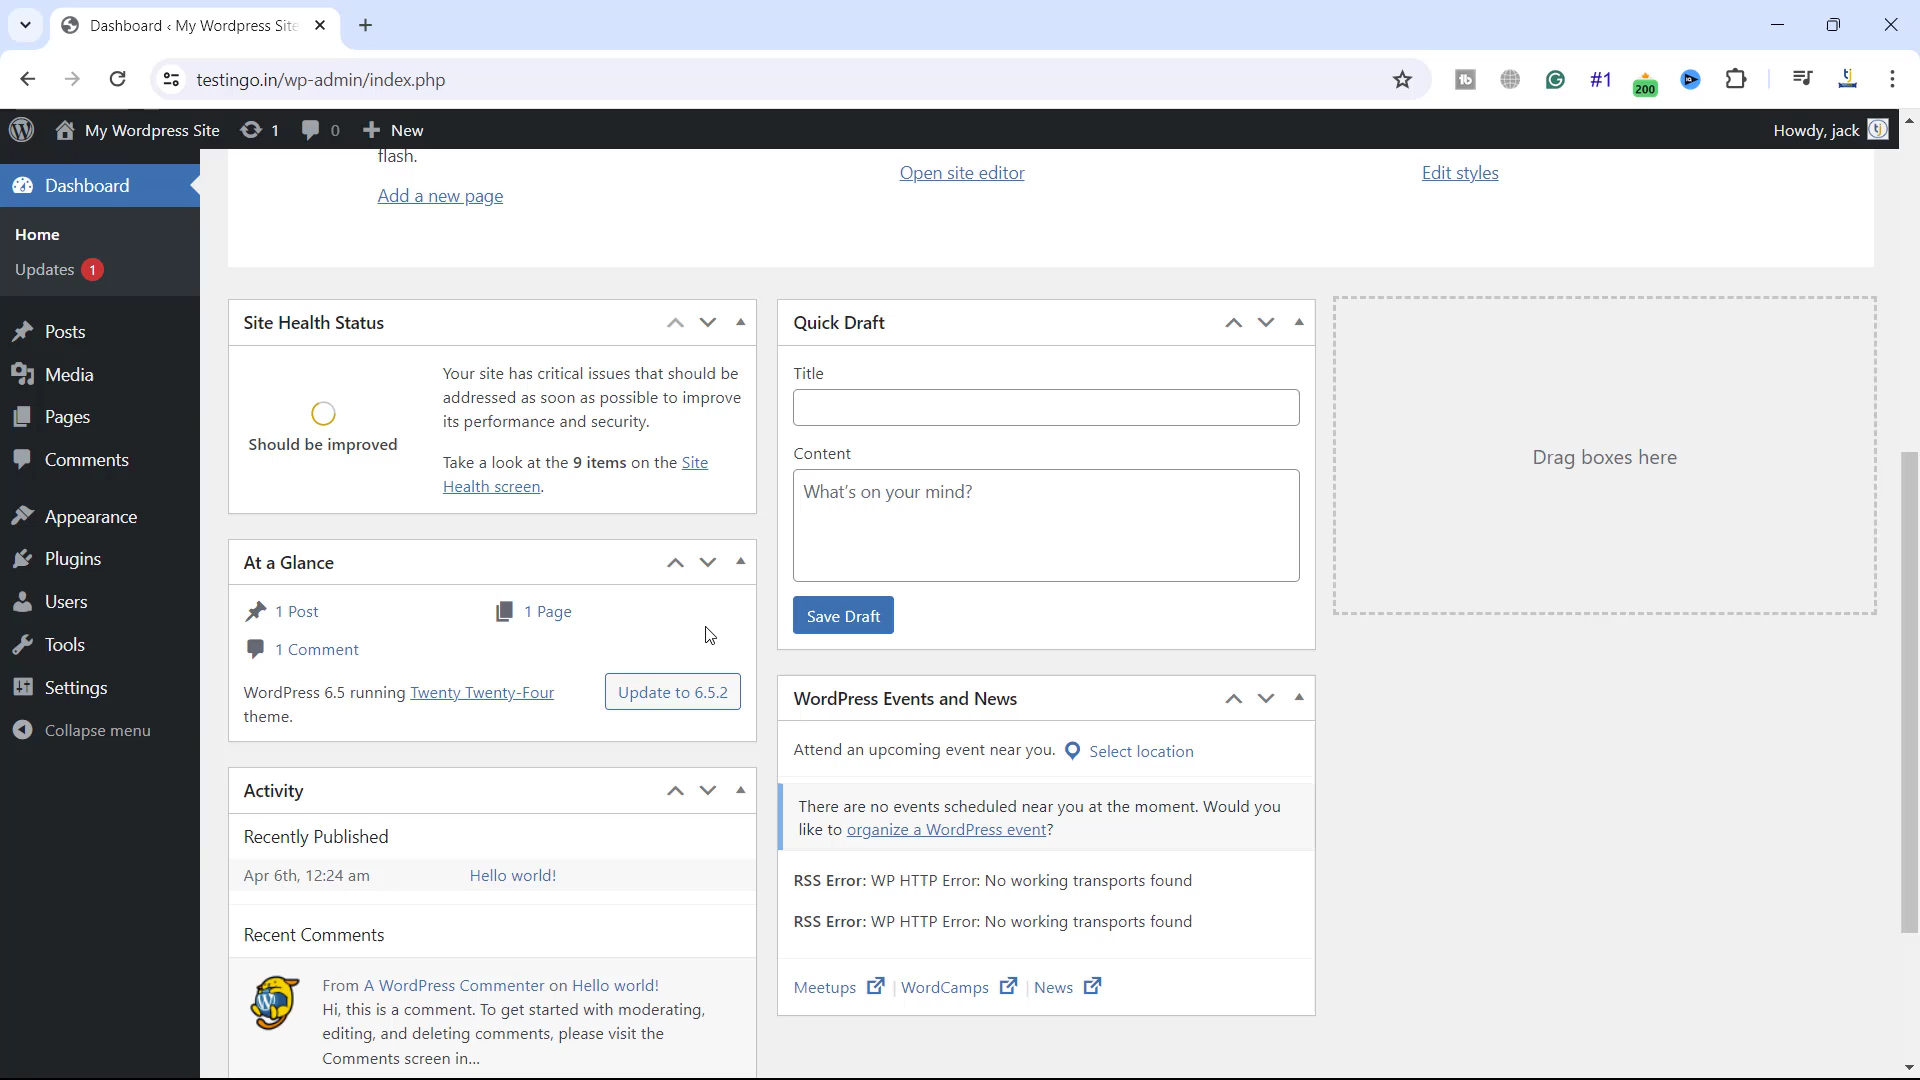 Dashboard ‹ My Wordpress Site
testingo.in/wp-admin/index.php
#1
200
My Wordpress Site
1
0
New
Howdy, jack
Dashboard
Home
Updates 1
Posts
Media
Pages
Comments
Appearance
Plugins
Users
Tools
Settings
Collapse menu
flash.
Add a new page
Open site editor
Edit styles
Site Health Status
Should be improved
Your site has critical issues that should be
addressed as soon as possible to improve
its performance and security.
Take a look at the 9 items on the Site
Health screen.
At a Glance
1 Post
1 Page
1 Comment
WordPress 6.5 running Twenty Twenty-Four
theme.
Update to 6.5.2
Activity
Recently Published
Apr 6th, 12:24 am
Hello world!
Recent Comments
From A WordPress Commenter on Hello world!
Hi, this is a comment. To get started with moderating,
editing, and deleting comments, please visit the
Comments screen in…
Quick Draft
Title
Content
What's on your mind?
Save Draft
WordPress Events and News
Attend an upcoming event near you.
Select location
There are no events scheduled near you at the moment. Would you
like to organize a WordPress event?
RSS Error: WP HTTP Error: No working transports found
RSS Error: WP HTTP Error: No working transports found
Meetups | WordCamps | News
Drag boxes here